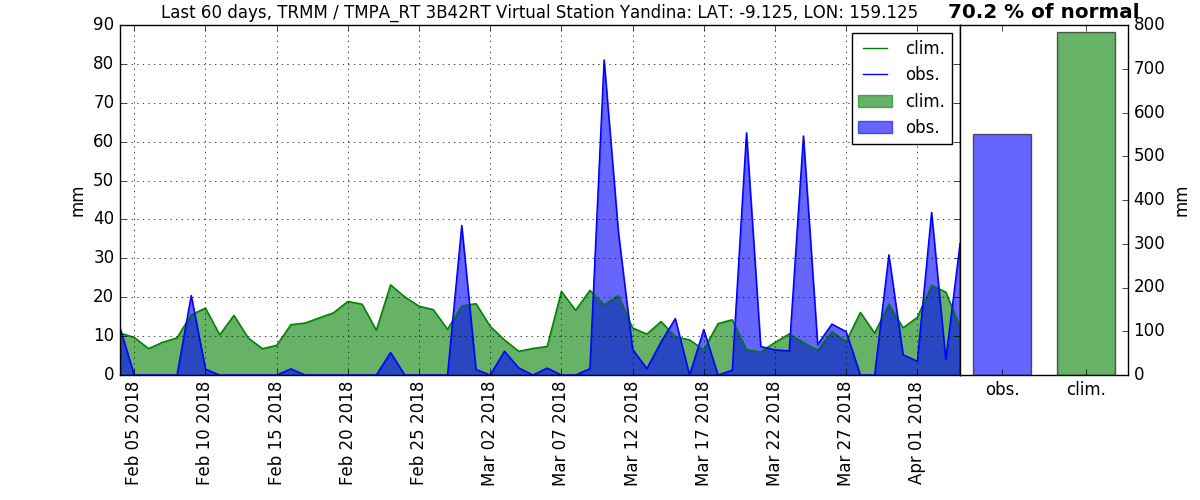 Last 60 days, TRMM / TMPA_RT 3B42RT Virtual Station Yandina: LAT: -9.125, LON: 159.125
70.2 % of normal
90
80
70
60
50
40
30
20
10
0
mm
clim.
obs.
clim.
obs.
Feb 05 2018
Feb 10 2018
Feb 15 2018
Feb 20 2018
Feb 25 2018
Mar 02 2018
Mar 07 2018
Mar 12 2018
Mar 17 2018
Mar 22 2018
Mar 27 2018
Apr 01 2018
800
700
600
500
400
300
200
100
0
mm
obs.
clim.